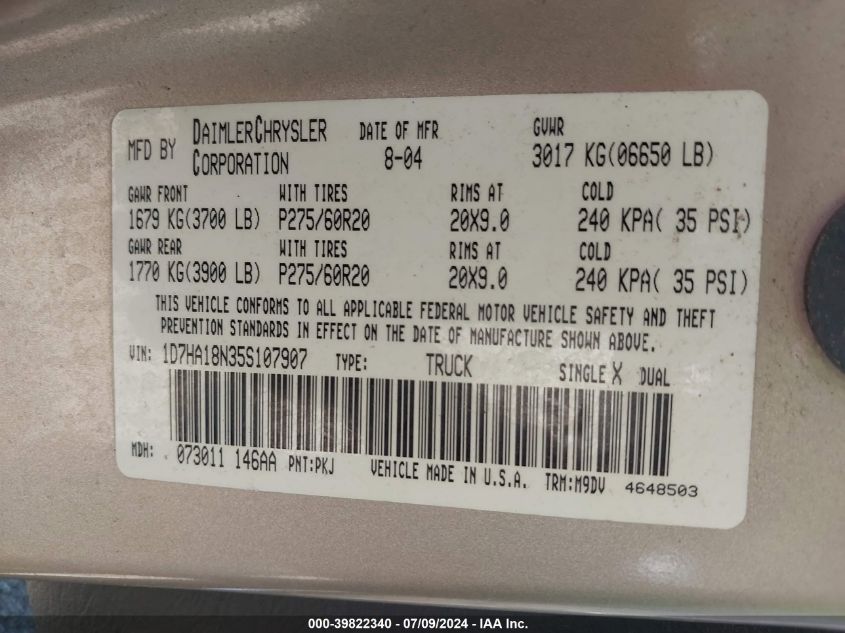 MFD BY DAIMLERCHRYSLER CORPORATION DATE OF MFR 8-04 GVWR 3017 KG(06650 LB)
GAWR FRONT WITH TIRES RIMS AT COLD
1679 KG(3700 LB) P275/60R20 20X9.0 240 KPA( 35 PSI)
GAWR REAR WITH TIRES RIMS AT COLD
1770 KG(3900 LB) P275/60R20 20X9.0 240 KPA( 35 PSI)
THIS VEHICLE CONFORMS TO ALL APPLICABLE FEDERAL MOTOR VEHICLE SAFETY AND THEFT
PREVENTION STANDARDS IN EFFECT ON THE DATE OF MANUFACTURE SHOWN ABOVE.
VIN: 1D7HA18N35S107907 TYPE: TRUCK SINGLE X DUAL
MDH: 073011 146AA PNT:PKJ VEHICLE MADE IN U.S.A. TRM:M9DV 4648503
000-39822340 - 07/09/2024 - IAA Inc.